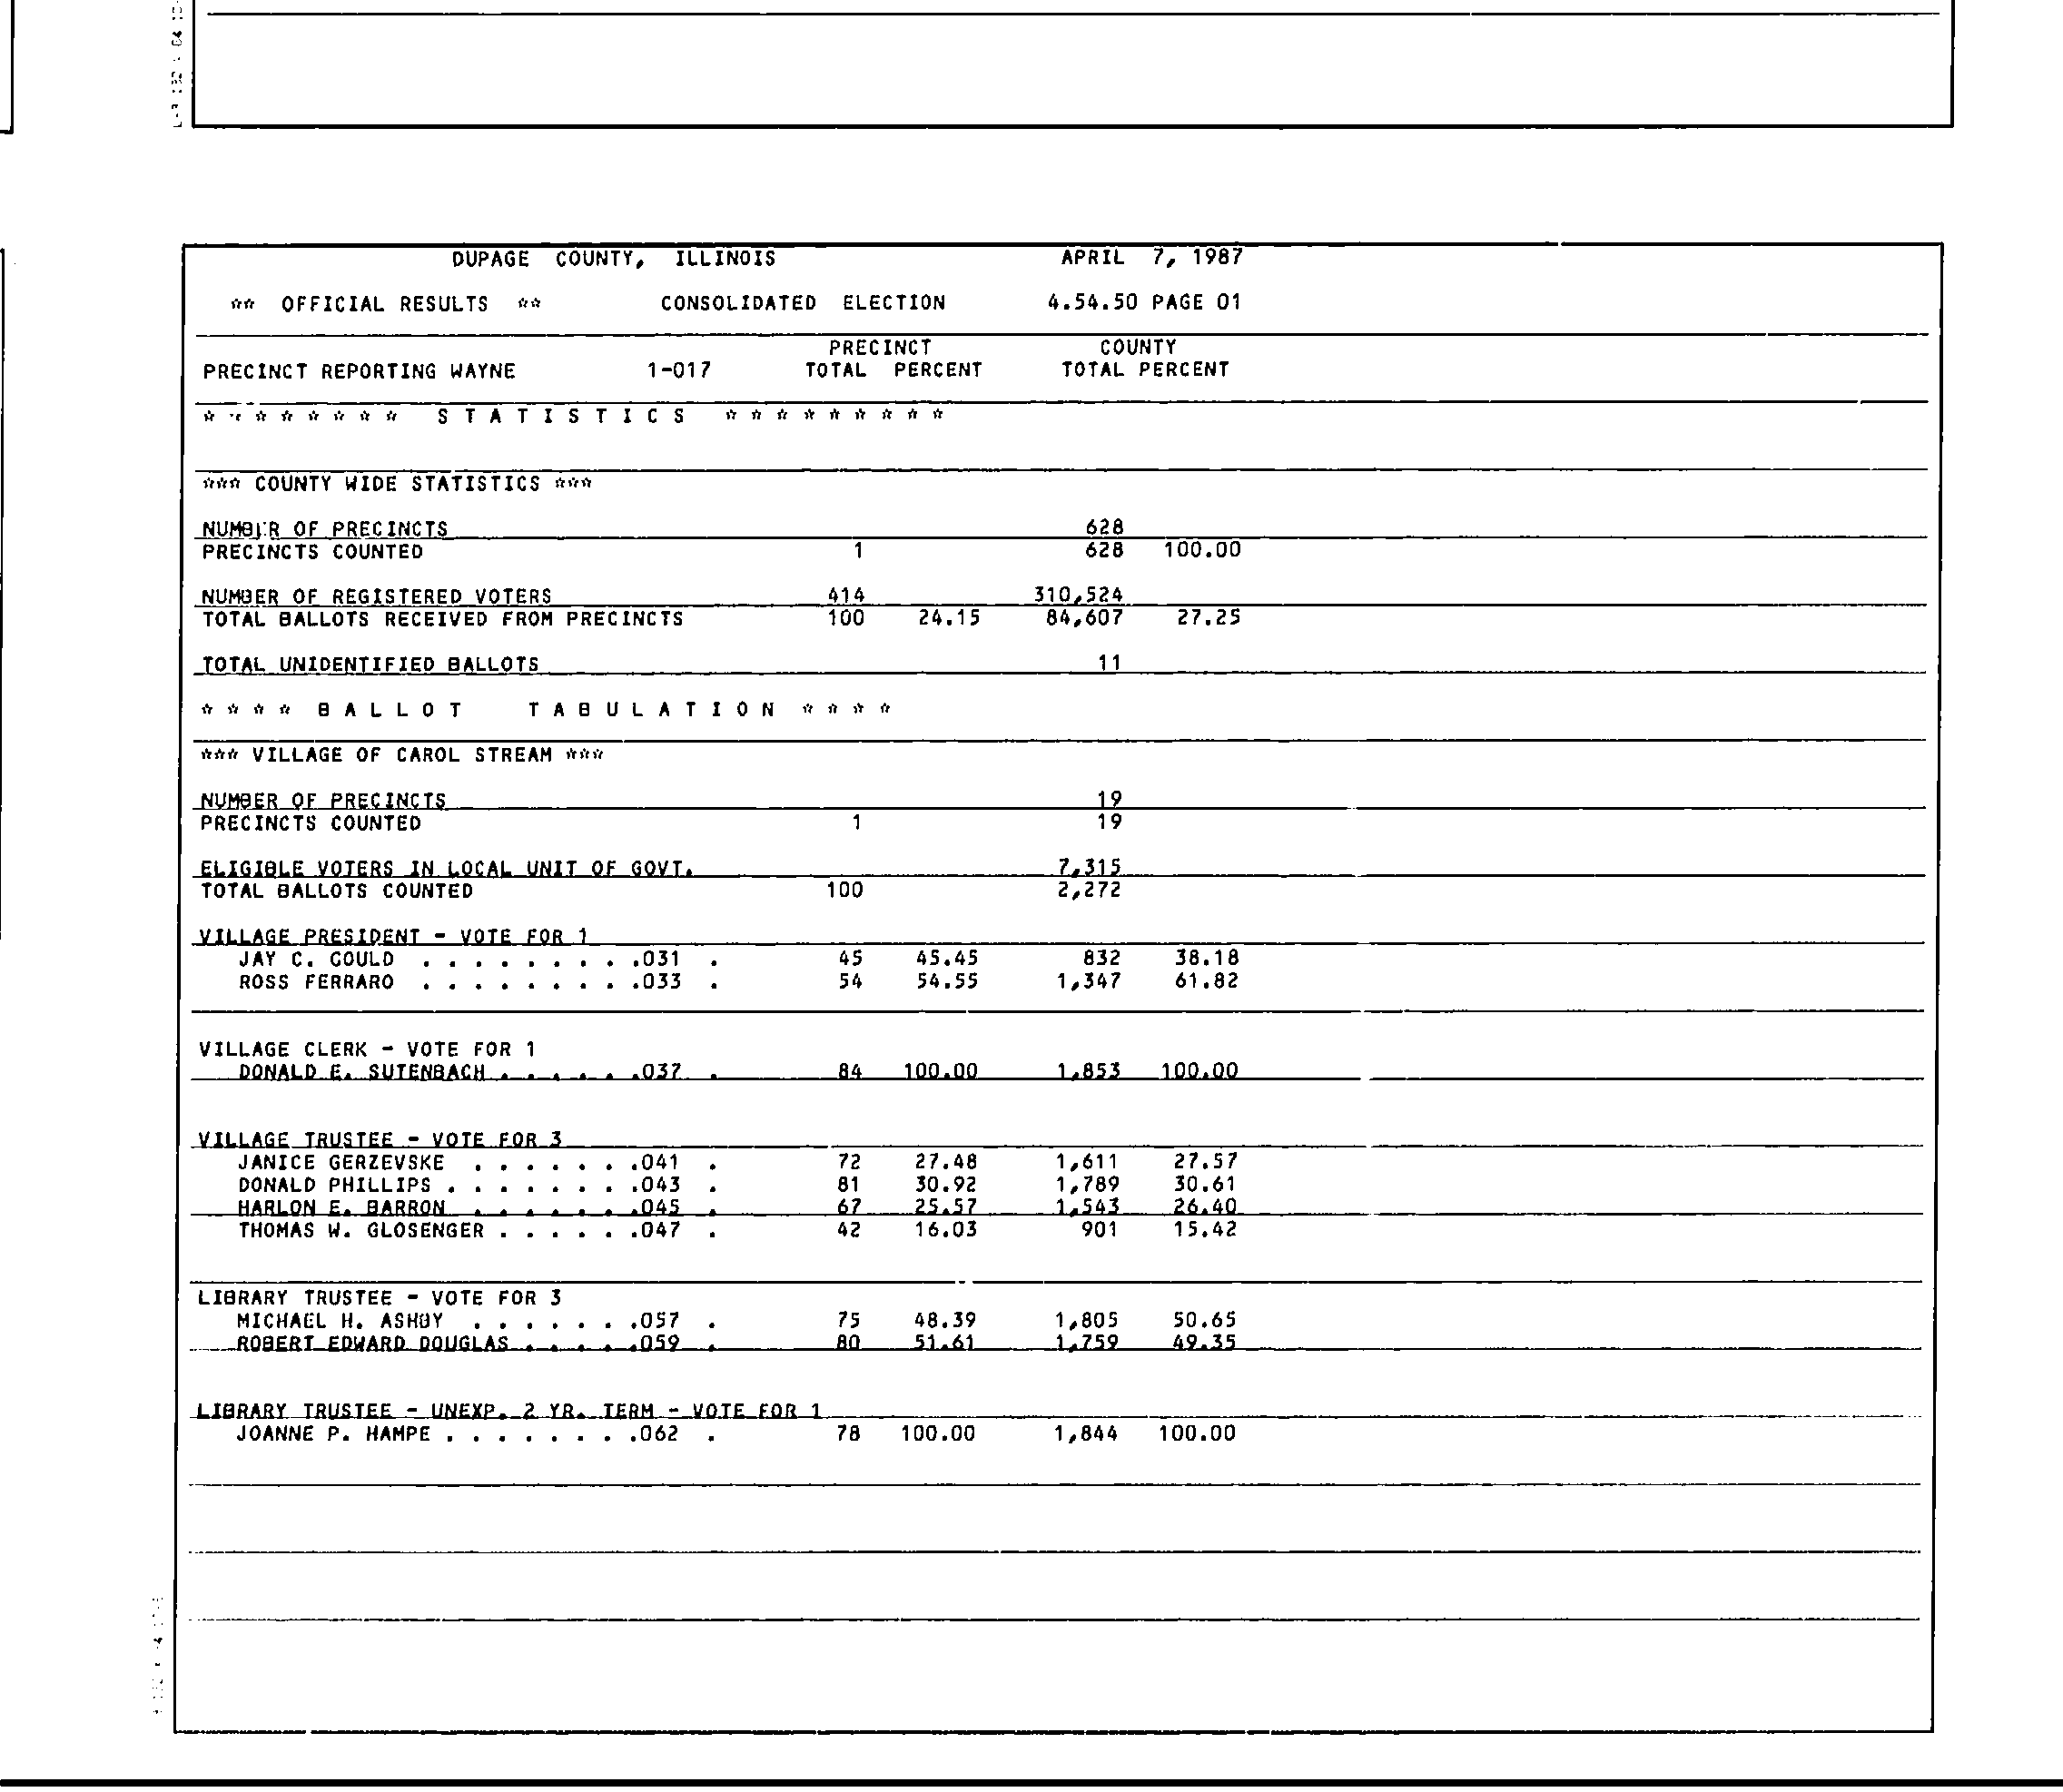 DUPAGE COUNTY, ILLINOIS APRIL 7, 1987
** OFFICIAL RESULTS ** CONSOLIDATED ELECTION 4.54.50 PAGE 01
PRECINCT COUNTY
PRECINCT REPORTING WAYNE 1-017 TOTAL PERCENT TOTAL PERCENT
* * * * * * * * S T A T I S T I C S * * * * * * * * *
*** COUNTY WIDE STATISTICS ***
NUMBER OF PRECINCTS 628
PRECINCTS COUNTED 1 628 100.00
NUMBER OF REGISTERED VOTERS 414 310,524
TOTAL BALLOTS RECEIVED FROM PRECINCTS 100 24.15 84,607 27.25
TOTAL UNIDENTIFIED BALLOTS 11
* * * * B A L L O T T A B U L A T I O N * * * *
*** VILLAGE OF CAROL STREAM ***
NUMBER OF PRECINCTS 19
PRECINCTS COUNTED 1 19
ELIGIBLE VOTERS IN LOCAL UNIT OF GOVT. 7,315
TOTAL BALLOTS COUNTED 100 2,272
VILLAGE PRESIDENT - VOTE FOR 1
JAY C. GOULD . . . . . . . . .031 . 45 45.45 832 38.18
ROSS FERRARO . . . . . . . . .033 . 54 54.55 1,347 61.82
VILLAGE CLERK - VOTE FOR 1
DONALD E. SUTENBACH . . . . . .037 . 84 100.00 1,853 100.00
VILLAGE TRUSTEE - VOTE FOR 3
JANICE GERZEVSKE . . . . . . .041 . 72 27.48 1,611 27.57
DONALD PHILLIPS . . . . . . . .043 . 81 30.92 1,789 30.61
HARLON E. BARRON . . . . . . .045 . 67 25.57 1,543 26.40
THOMAS W. GLOSENGER . . . . . .047 . 42 16.03 901 15.42
LIBRARY TRUSTEE - VOTE FOR 3
MICHAEL H. ASHBY . . . . . . .057 . 75 48.39 1,805 50.65
ROBERT EDWARD DOUGLAS . . . . .059 . 80 51.61 1,759 49.35
LIBRARY TRUSTEE - UNEXP. 2 YR. TERM - VOTE FOR 1
JOANNE P. HAMPE . . . . . . . .062 . 78 100.00 1,844 100.00